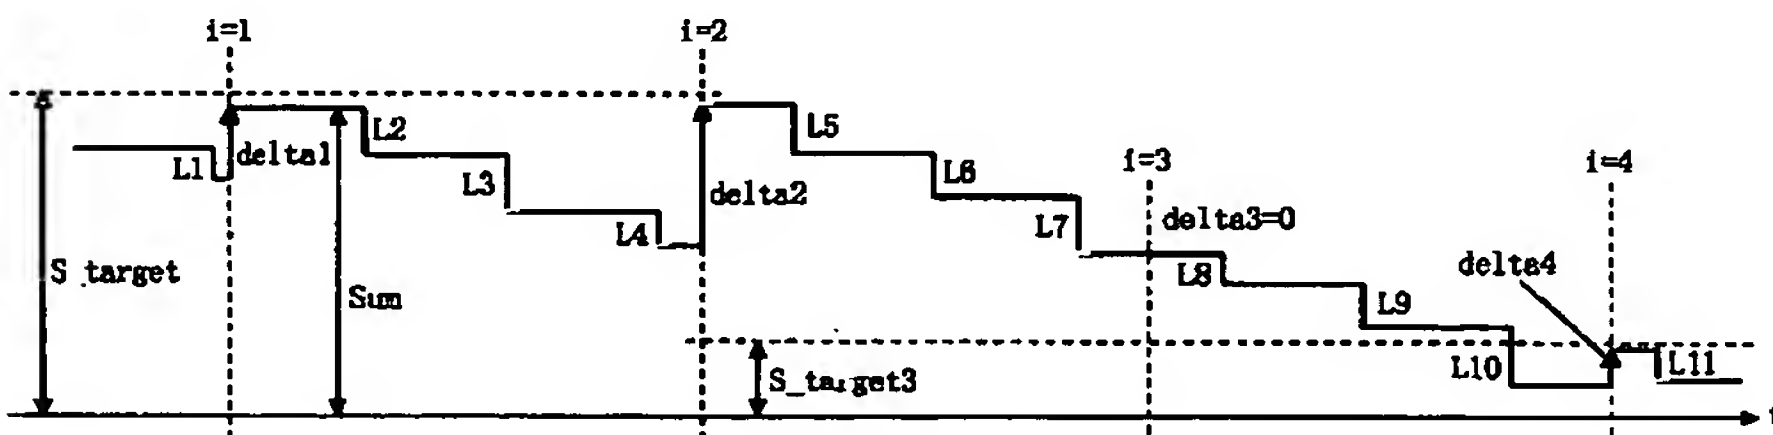 i=1
i=2
L2
L5
L1
delta1
i=3
i=4
L3
L6
delta2
L4
L7
delta3=0
S_target
Sum
L8
delta4
L9
S_target3
L10
L11
t